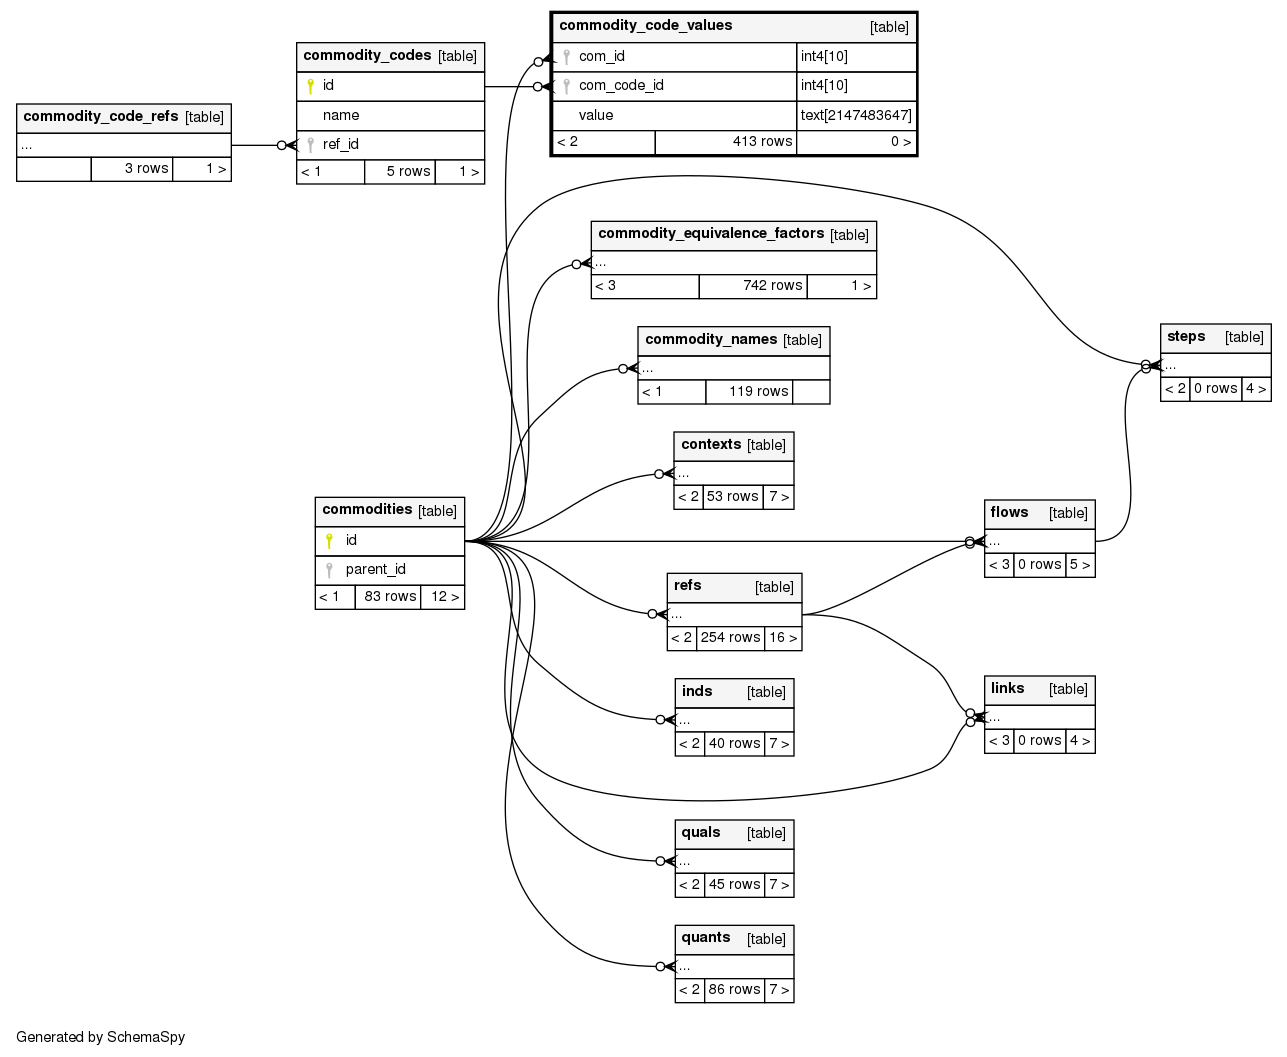 commodity_code_values [table]
com_id int4[10]
com_code_id int4[10]
value text[2147483647]
< 2 413 rows 0 >
commodity_codes [table]
id
name
ref_id
< 1 5 rows 1 >
commodity_code_refs [table]
...
3 rows 1 >
commodity_equivalence_factors [table]
...
< 3 742 rows 1 >
commodity_names [table]
...
< 1 119 rows
steps [table]
...
< 2 0 rows 4 >
contexts [table]
...
< 2 53 rows 7 >
commodities [table]
id
parent_id
< 1 83 rows 12 >
flows [table]
...
< 3 0 rows 5 >
refs [table]
...
< 2 254 rows 16 >
inds [table]
...
< 2 40 rows 7 >
links [table]
...
< 3 0 rows 4 >
quals [table]
...
< 2 45 rows 7 >
quants [table]
...
< 2 86 rows 7 >
Generated by SchemaSpy